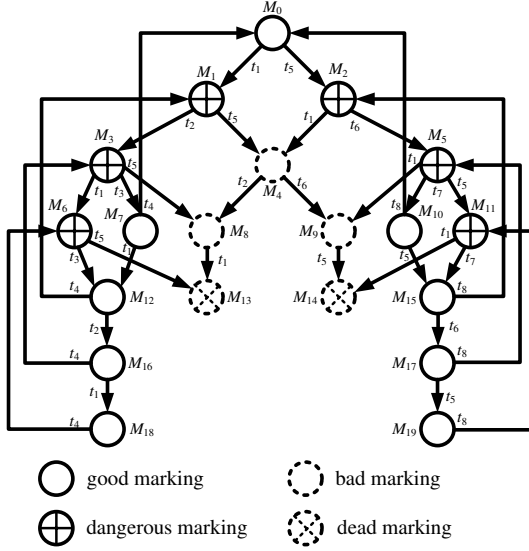 M0
t1 t5
M1 M2
t2 t5 t1 t6
M3 M4 M5
t5 t1 t3 t4 t2 t6 t1 t7 t5 t8
M6 M7 M8 M9 M10 M11
t3 t5 t1 t1 t5 t5 t1 t7
t4 M12 M13 M14 M15 t8
t2 t6
t4 M16 M17 t8
t1 t5
t4 M18 M19 t8
good marking bad marking
dangerous marking dead marking